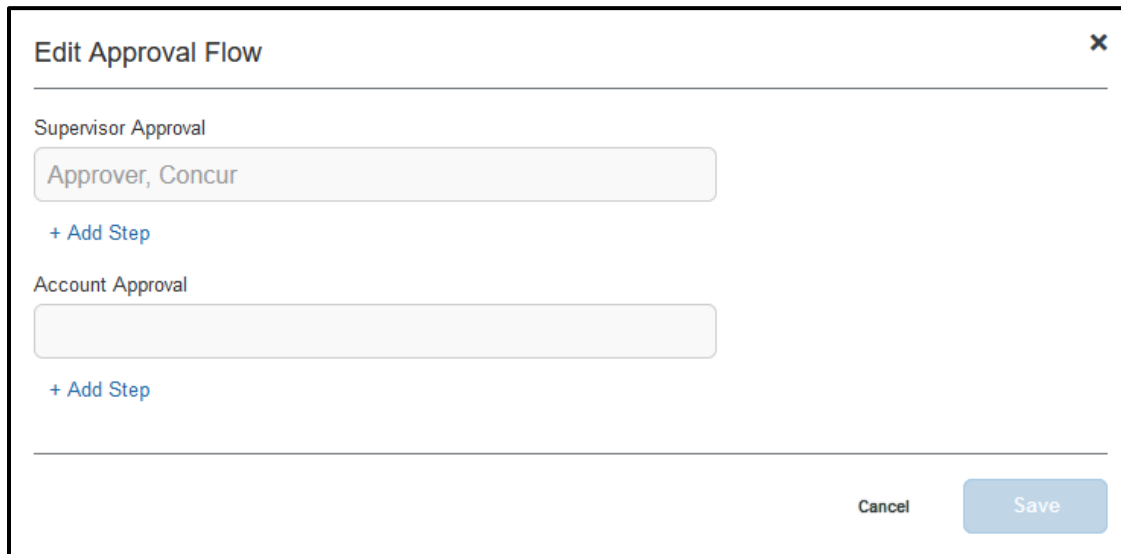 Edit Approval Flow
Supervisor Approval
Approver, Concur
+ Add Step
Account Approval
+ Add Step
Cancel
Save